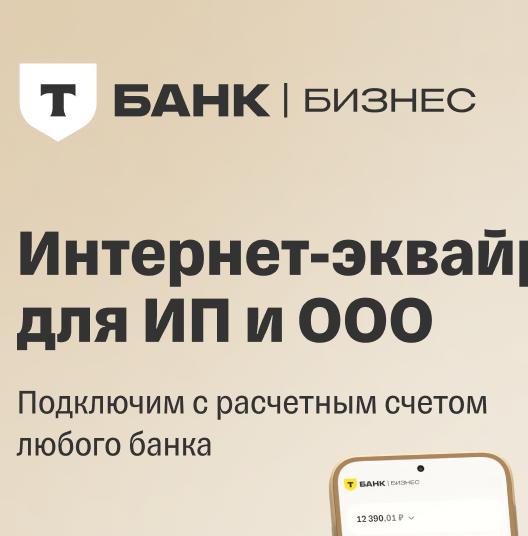 Т БАНК | БИЗНЕС
Интернет-эквай
для ИП и ООО
Подключим с расчетным счетом
любого банка
Т БАНК | БИЗНЕС
12 390,01 ₽